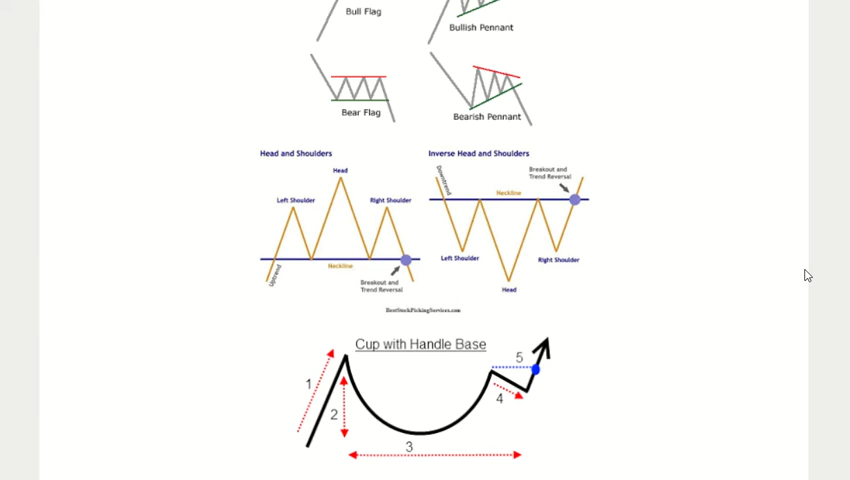 Bull Flag
Bullish Pennant
Bear Flag
Bearish Pennant
Head and Shoulders
Head
Left Shoulder
Right Shoulder
Uptrend
Neckline
Breakout and
Trend Reversal
Inverse Head and Shoulders
Downtrend
Breakout and
Trend Reversal
Neckline
Left Shoulder
Right Shoulder
Head
BestStockPickingServices.com
Cup with Handle Base
1
2
3
4
5